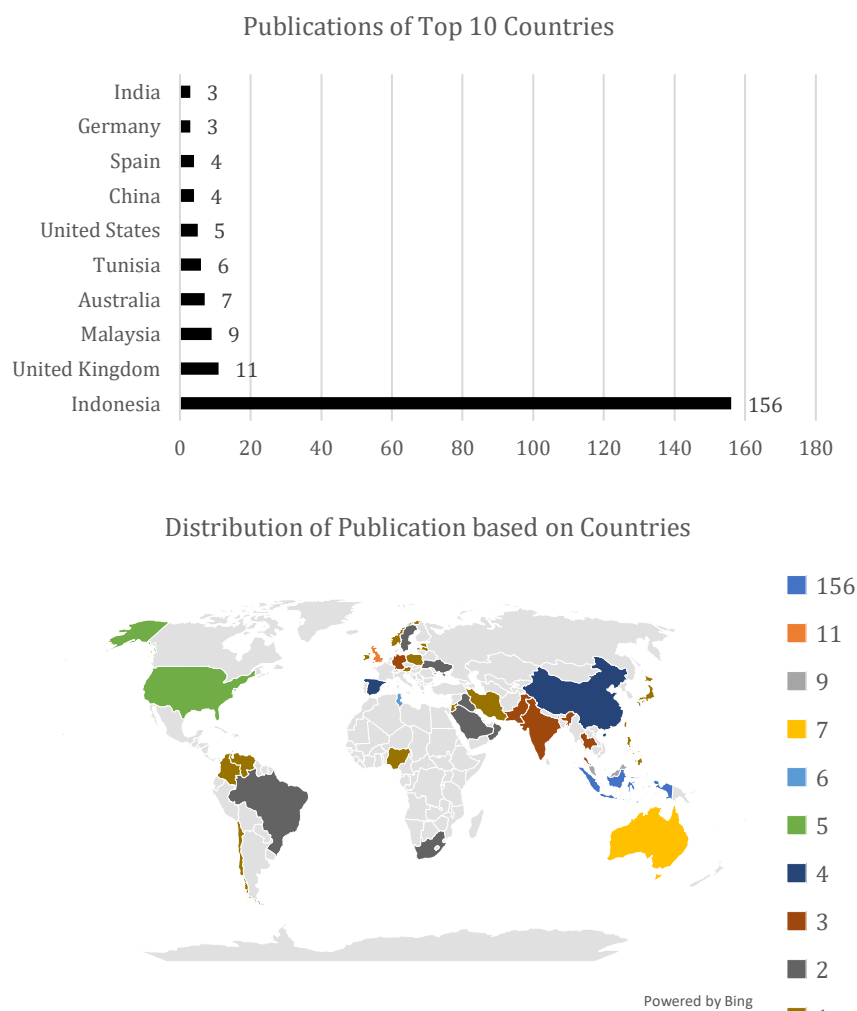 Publications of Top 10 Countries
India 3
Germany 3
Spain 4
China 4
United States 5
Tunisia 6
Australia 7
Malaysia 9
United Kingdom 11
Indonesia 156
0 20 40 60 80 100 120 140 160 180
Distribution of Publication based on Countries
156
11
9
7
6
5
4
3
2
Powered by Bing